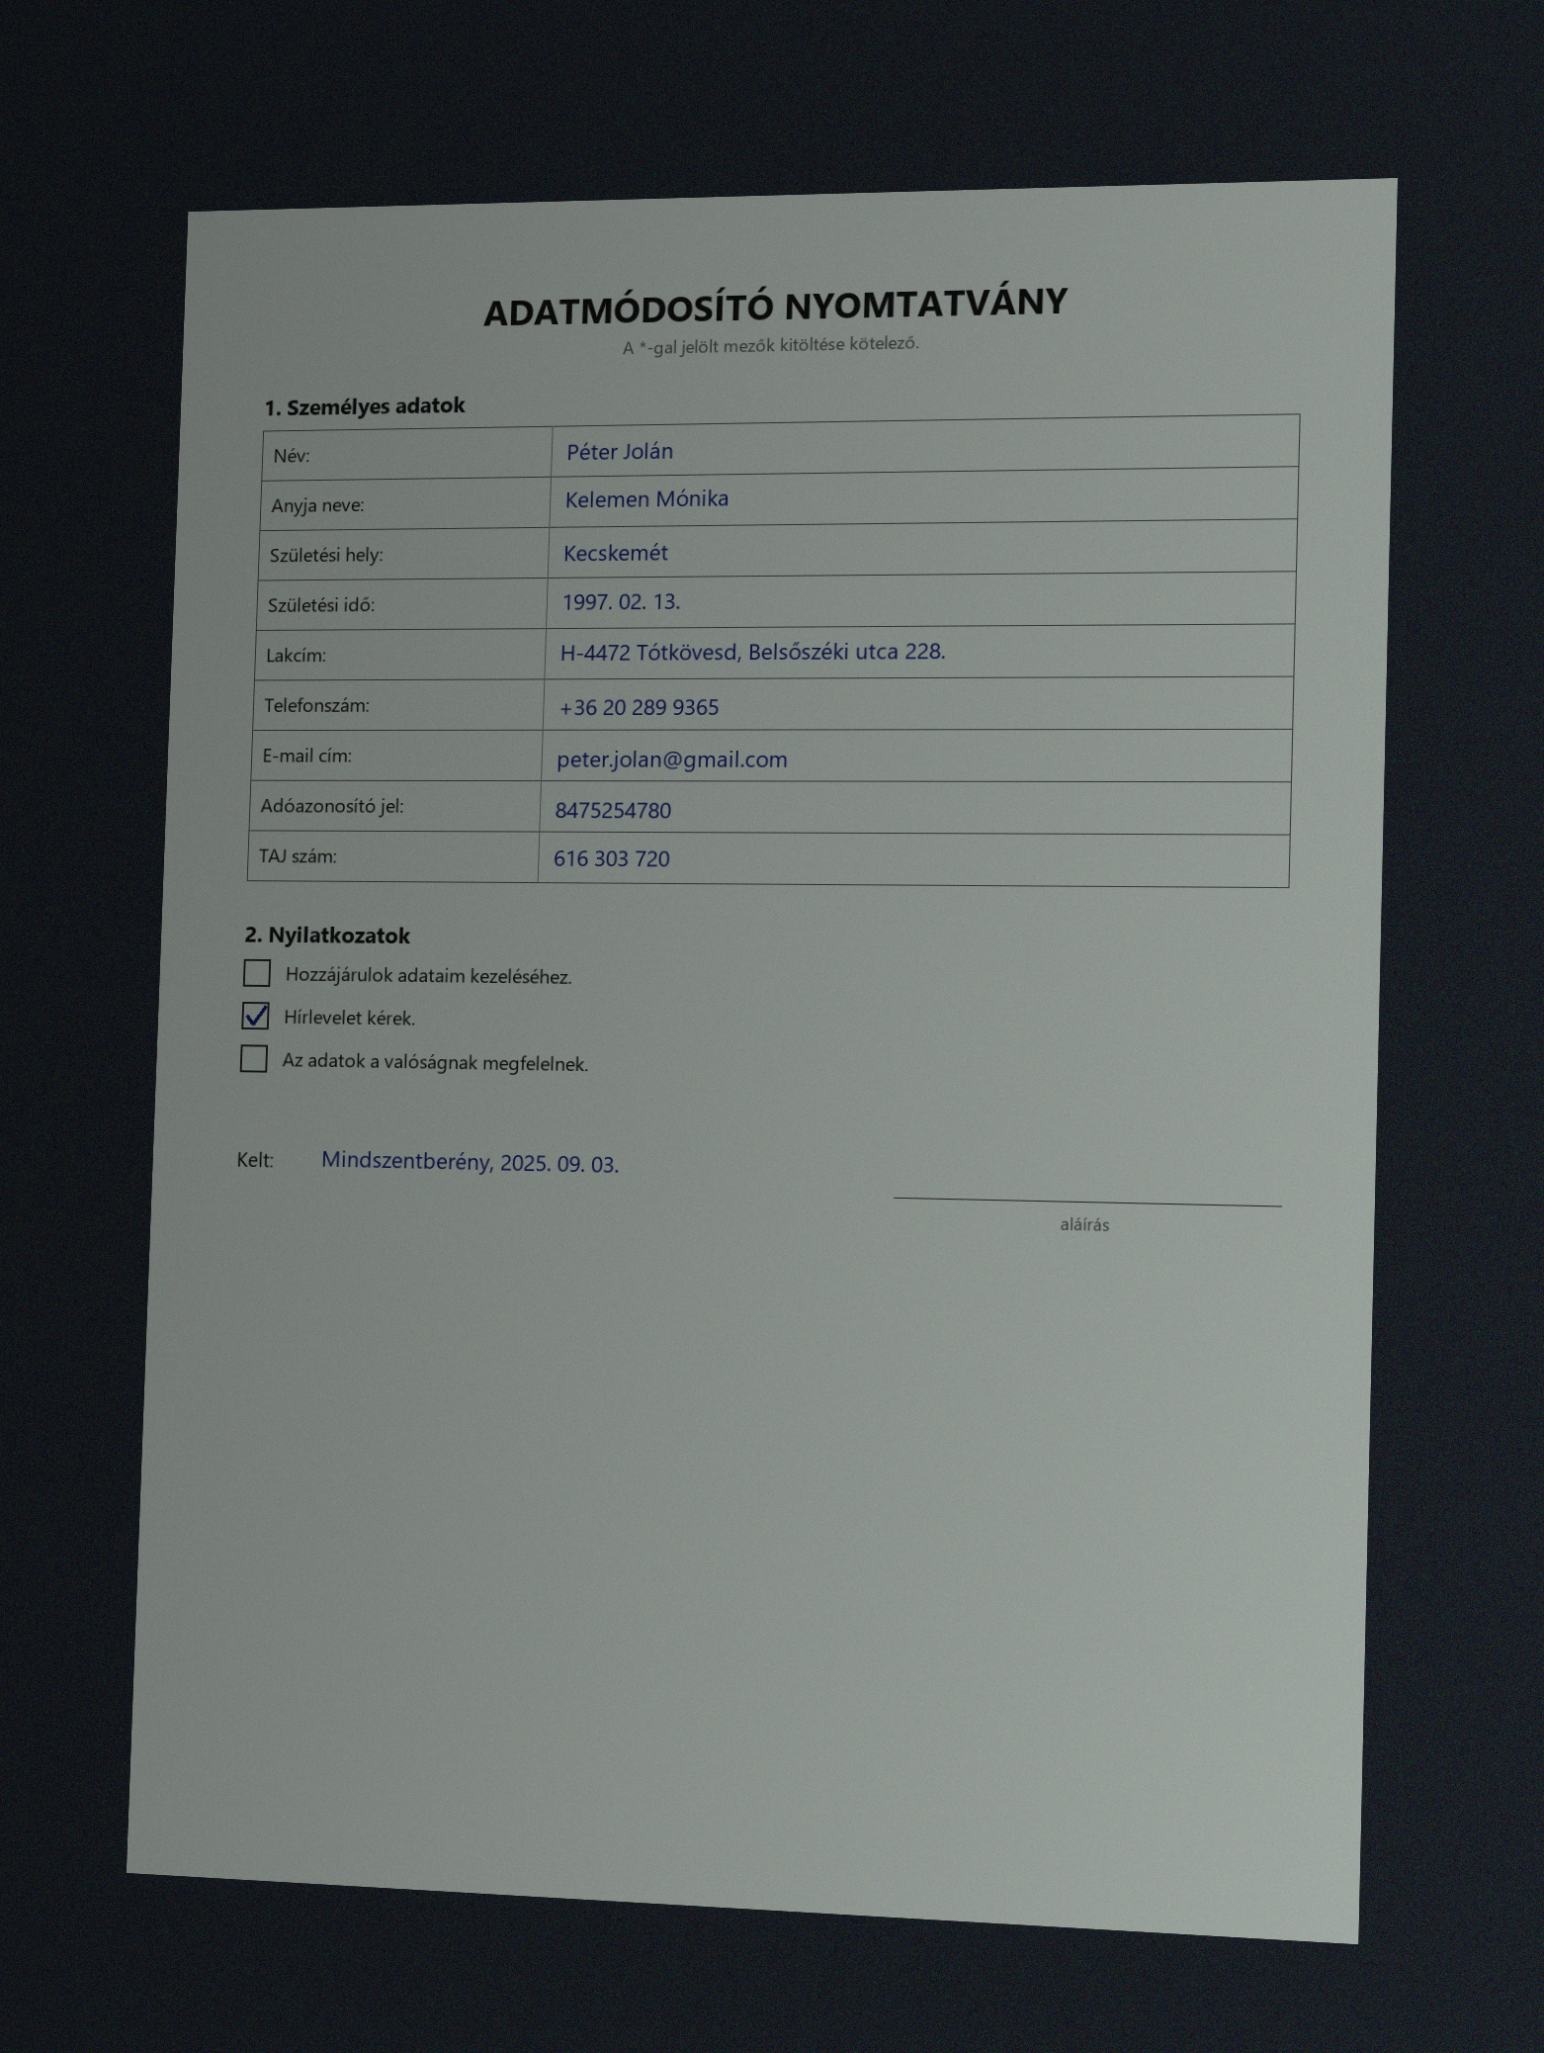 ADATMÓDOSÍTÓ NYOMTATVÁNY
A *-gal jelölt mezők kitöltése kötelező.
1. Személyes adatok
Név: Péter Jolán
Anyja neve: Kelemen Mónika
Születési hely: Kecskemét
Születési idő: 1997. 02. 13.
Lakcím: H-4472 Tótkövesd, Belsőszéki utca 228.
Telefonszám: +36 20 289 9365
E-mail cím: peter.jolan@gmail.com
Adóazonosító jel: 8475254780
TAJ szám: 616 303 720
2. Nyilatkozatok
Hozzájárulok adataim kezeléséhez.
Hírlevelet kérek.
Az adatok a valóságnak megfelelnek.
Kelt: Mindszentberény, 2025. 09. 03.
aláírás